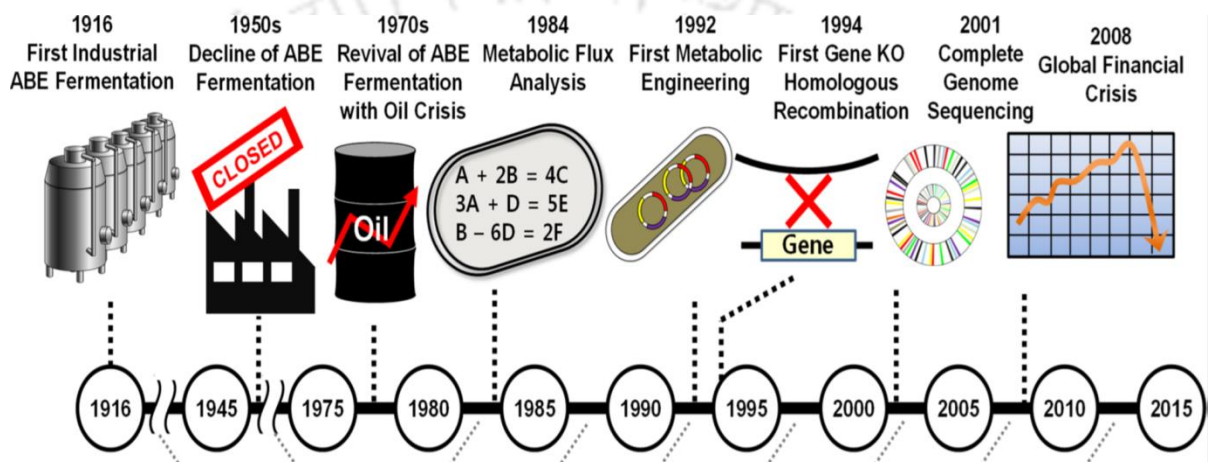 1916
First Industrial
ABE Fermentation
1950s
Decline of ABE
Fermentation
1970s
Revival of ABE
Fermentation
with Oil Crisis
1984
Metabolic Flux
Analysis
1992
First Metabolic
Engineering
1994
First Gene KO
Homologous
Recombination
2001
Complete
Genome
Sequencing
2008
Global Financial
Crisis
CLOSED
Oil
A + 2B = 4C
3A + D = 5E
B – 6D = 2F
Gene
1916
1945
1975
1980
1985
1990
1995
2000
2005
2010
2015